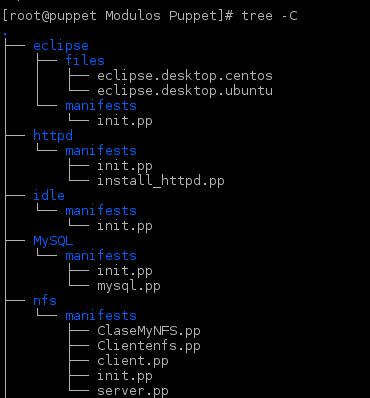 [root@puppet Modulos Puppet]# tree -C
.
├── eclipse
│   ├── files
│   │   ├── eclipse.desktop.centos
│   │   └── eclipse.desktop.ubuntu
│   └── manifests
│       └── init.pp
├── httpd
│   └── manifests
│       ├── init.pp
│       └── install_httpd.pp
├── idle
│   └── manifests
│       └── init.pp
├── MySQL
│   └── manifests
│       ├── init.pp
│       └── mysql.pp
├── nfs
│   └── manifests
│       ├── ClaseMyNFS.pp
│       ├── Clientenfs.pp
│       ├── client.pp
│       ├── init.pp
│       └── server.pp